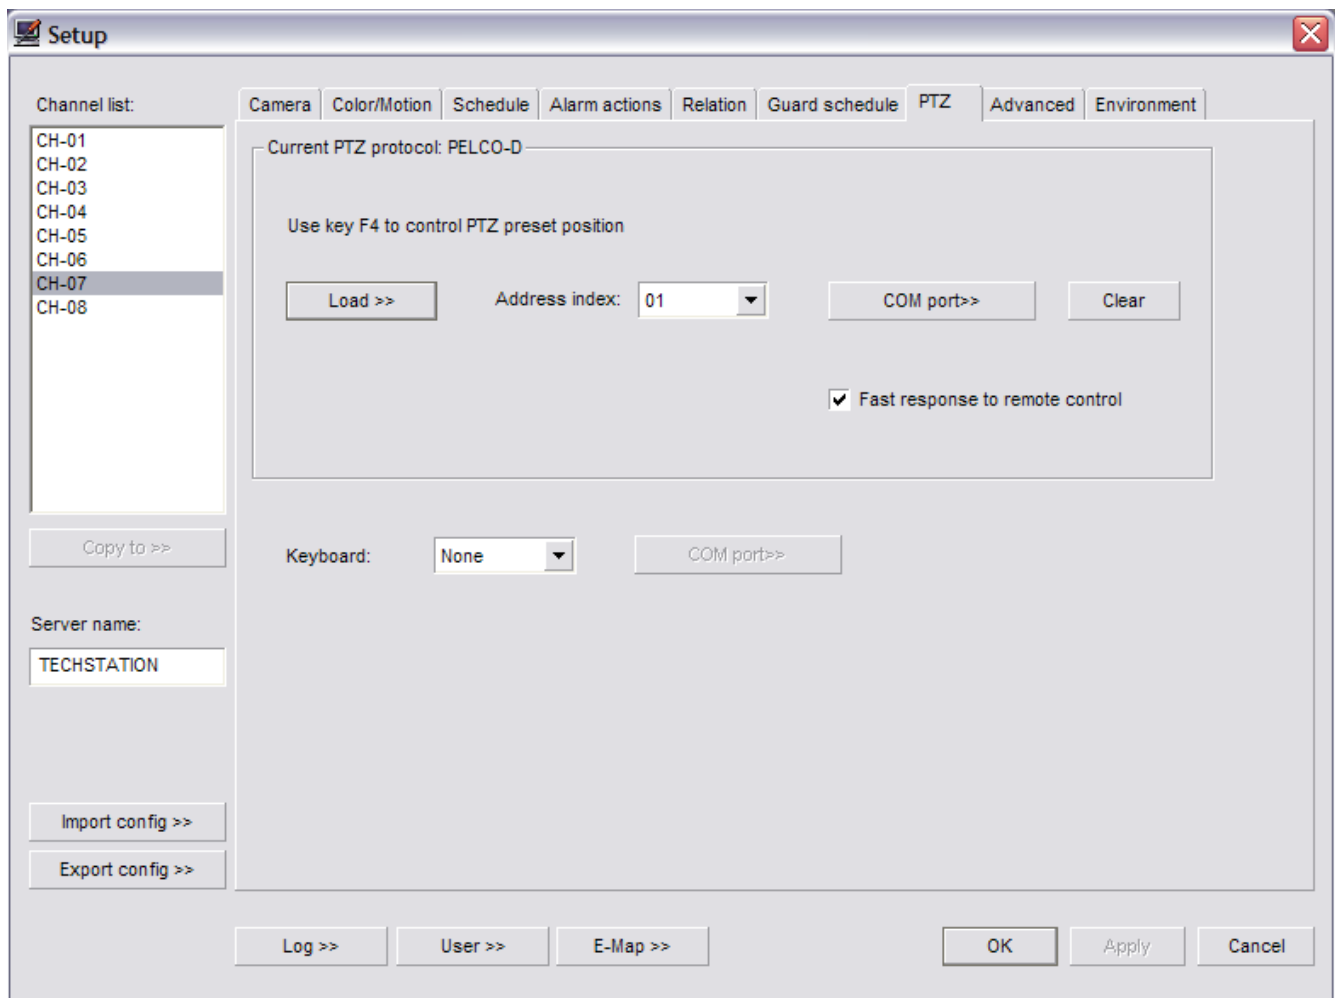 Setup
Channel list:
Camera Color/Motion Schedule Alarm actions Relation Guard schedule PTZ Advanced Environment
CH-01
CH-02
CH-03
CH-04
CH-05
CH-06
CH-07
CH-08
Current PTZ protocol: PELCO-D
Use key F4 to control PTZ preset position
Load >> Address index: 01 COM port>> Clear
Fast response to remote control
Copy to >>
Keyboard: None COM port>>
Server name:
TECHSTATION
Import config >>
Export config >>
Log >> User >> E-Map >> OK Apply Cancel